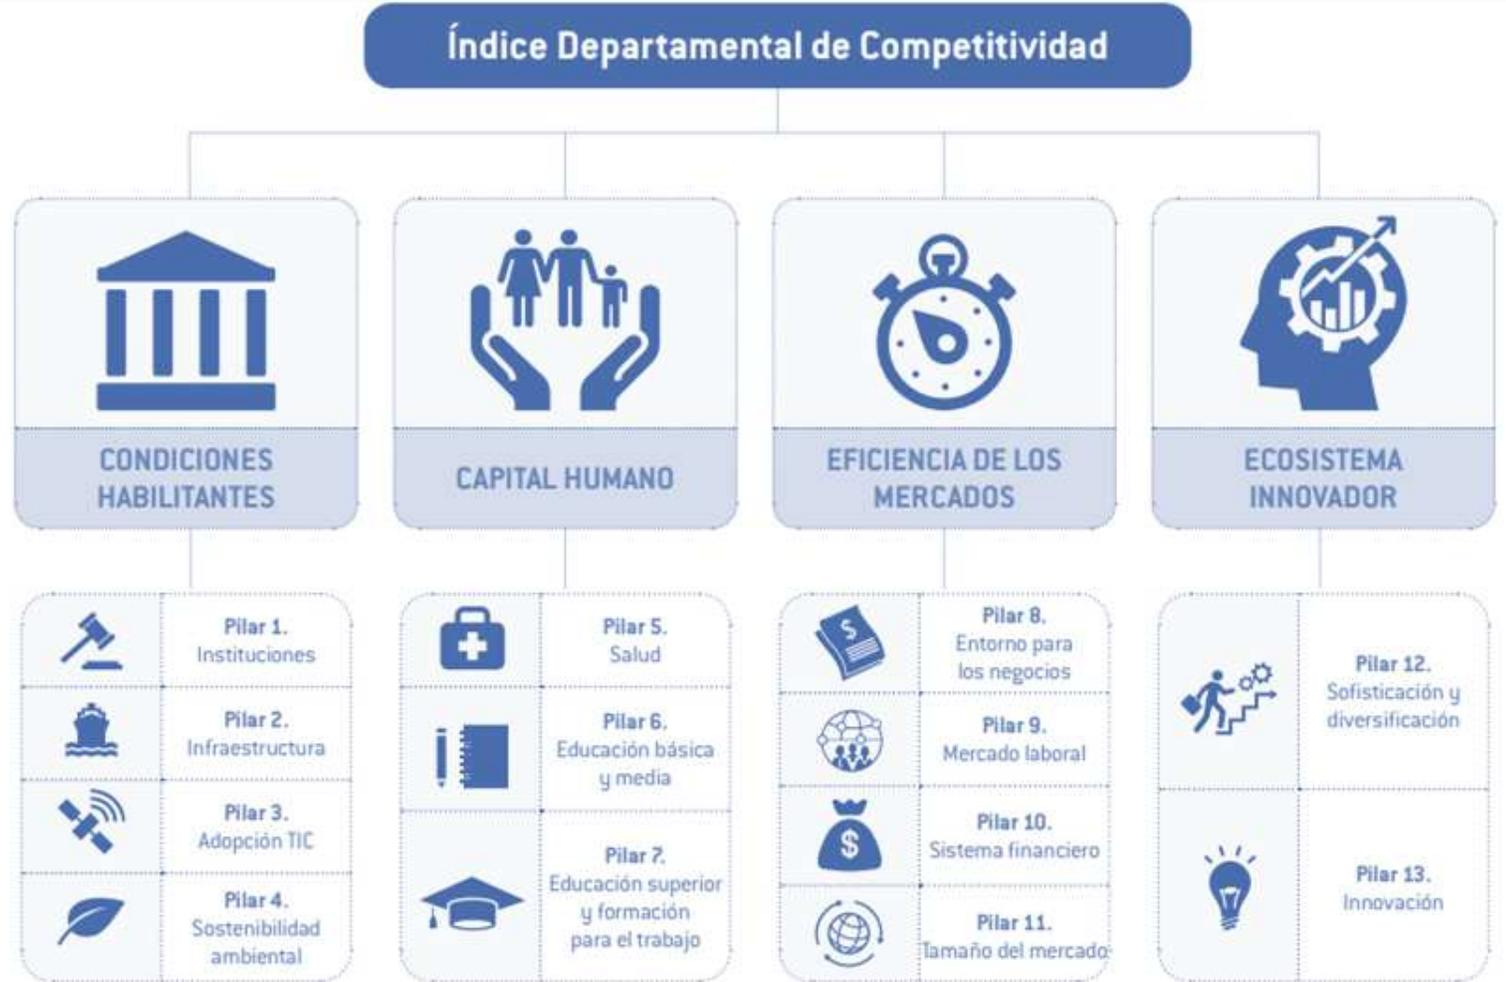 Índice Departamental de Competitividad
CONDICIONES
HABILITANTES
CAPITAL HUMANO
EFICIENCIA DE LOS
MERCADOS
ECOSISTEMA
INNOVADOR
Pilar 1.
Instituciones
Pilar 2.
Infraestructura
Pilar 3.
Adopción TIC
Pilar 4.
Sostenibilidad
ambiental
Pilar 5.
Salud
Pilar 6.
Educación básica
y media
Pilar 7.
Educación superior
y formación
para el trabajo
$
Pilar 8.
Entorno para
los negocios
Pilar 9.
Mercado laboral
$
Pilar 10.
Sistema financiero
Pilar 11.
Tamaño del mercado
Pilar 12.
Sofisticación y
diversificación
Pilar 13.
Innovación